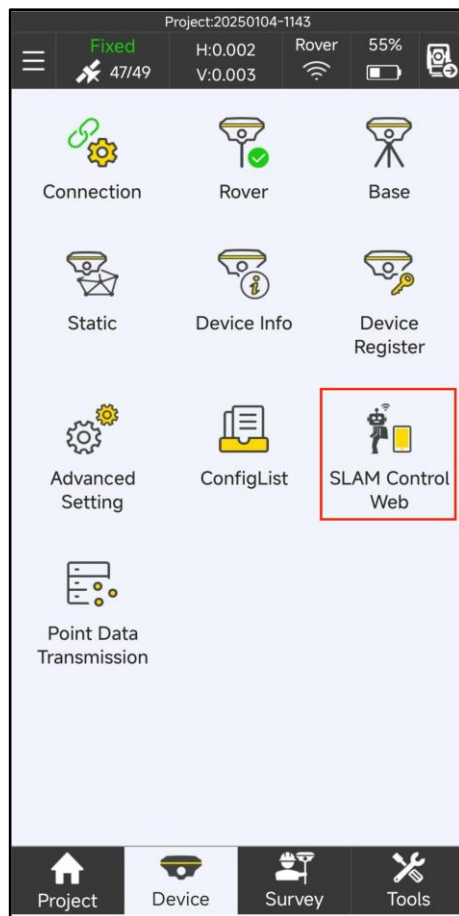 Project:20250104-1143
Fixed
47/49
H:0.002
V:0.003
Rover
55%
Connection
Rover
Base
Static
Device Info
Device
Register
Advanced
Setting
ConfigList
SLAM Control
Web
Point Data
Transmission
Project
Device
Survey
Tools